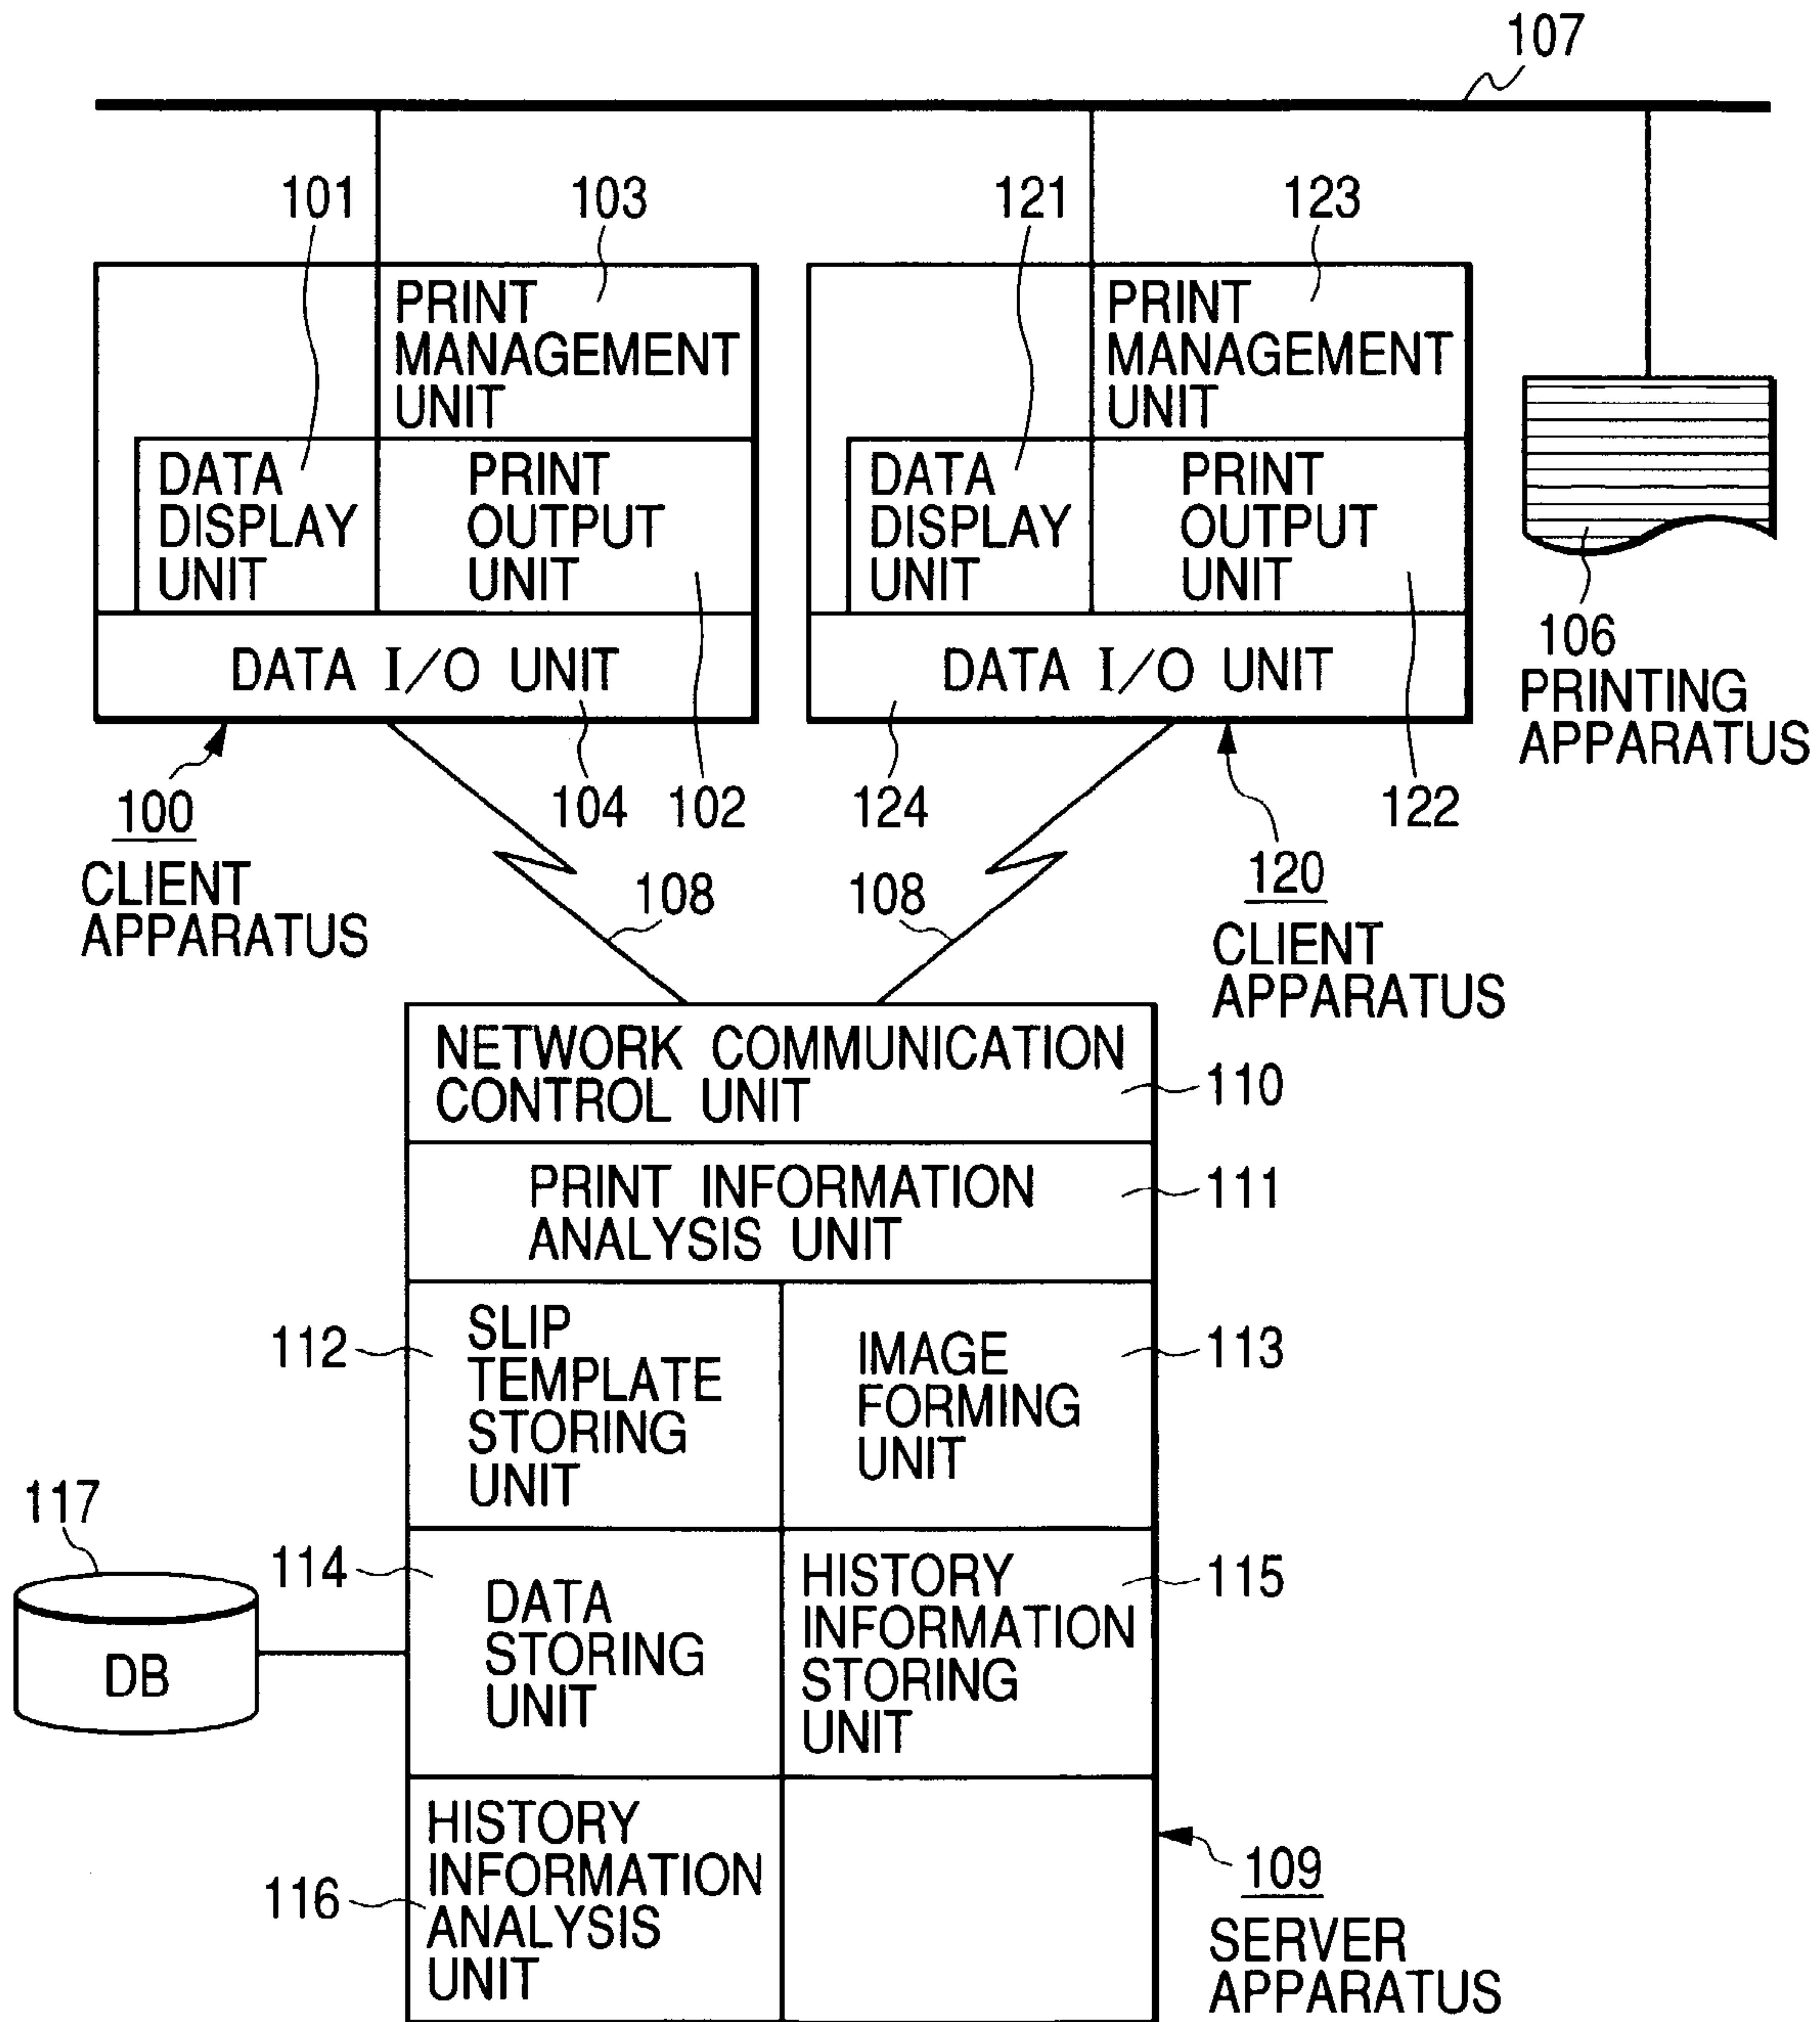 107
101
103
121
123
PRINT
MANAGEMENT
UNIT
PRINT
MANAGEMENT
UNIT
DATA
DISPLAY
UNIT
PRINT
OUTPUT
UNIT
DATA
DISPLAY
UNIT
PRINT
OUTPUT
UNIT
DATA I/O UNIT
DATA I/O UNIT
106
PRINTING
APPARATUS
100
CLIENT
APPARATUS
104
102
124
122
120
CLIENT
APPARATUS
108
108
NETWORK COMMUNICATION
CONTROL UNIT
110
PRINT INFORMATION
ANALYSIS UNIT
111
112
SLIP
TEMPLATE
STORING
UNIT
IMAGE
FORMING
UNIT
113
117
DB
114
DATA
STORING
UNIT
HISTORY
INFORMATION
STORING
UNIT
115
116
HISTORY
INFORMATION
ANALYSIS
UNIT
109
SERVER
APPARATUS